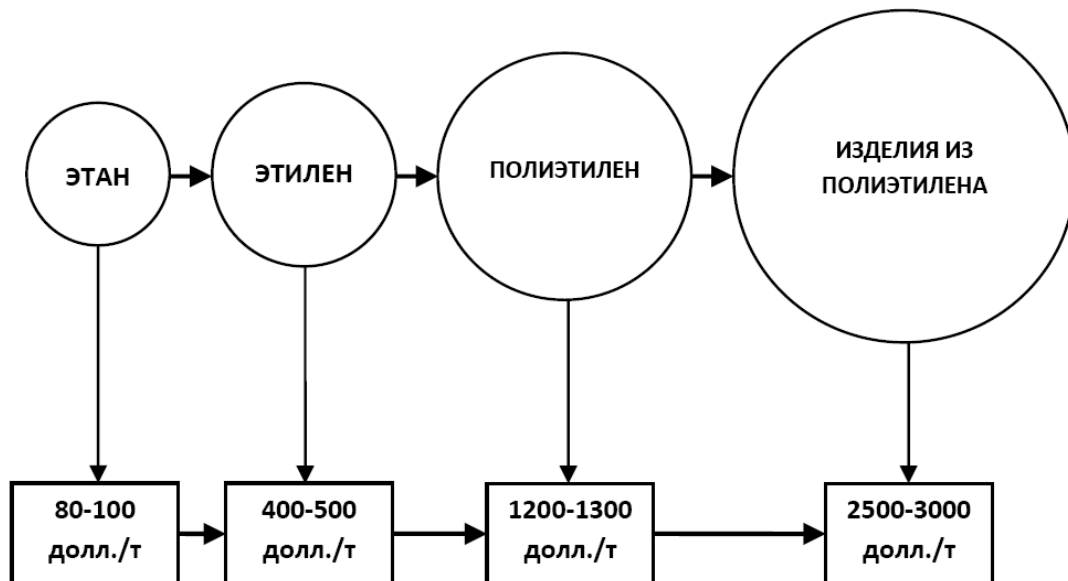 ЭТАН
ЭТИЛЕН
ПОЛИЭТИЛЕН
ИЗДЕЛИЯ ИЗ
ПОЛИЭТИЛЕНА
80-100
долл./т
400-500
долл./т
1200-1300
долл./т
2500-3000
долл./т